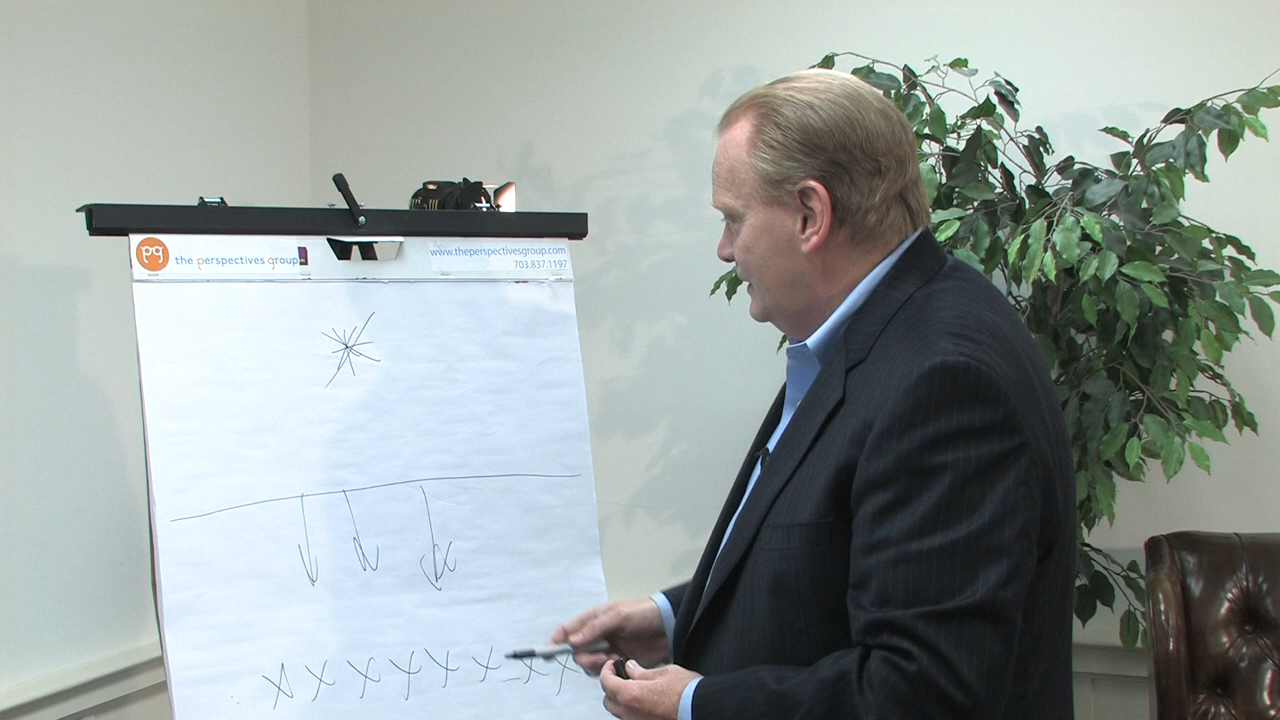 pg
the perspectives group
www.theperspectivesgroup.com
703.837.1197
X X X X X X X X